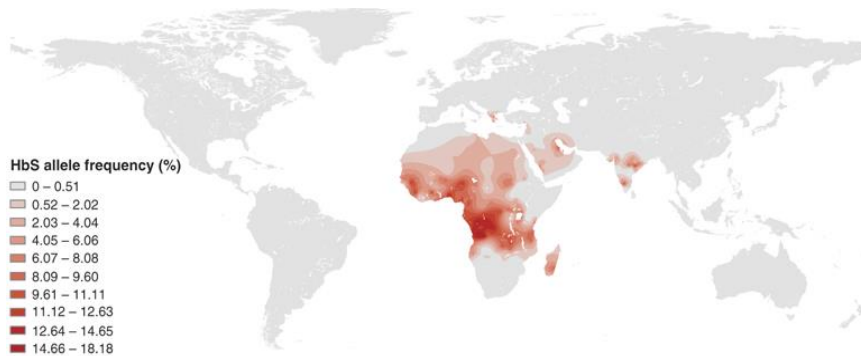 HbS allele frequency (%)
0 – 0.51
0.52 – 2.02
2.03 – 4.04
4.05 – 6.06
6.07 – 8.08
8.09 – 9.60
9.61 – 11.11
11.12 – 12.63
12.64 – 14.65
14.66 – 18.18